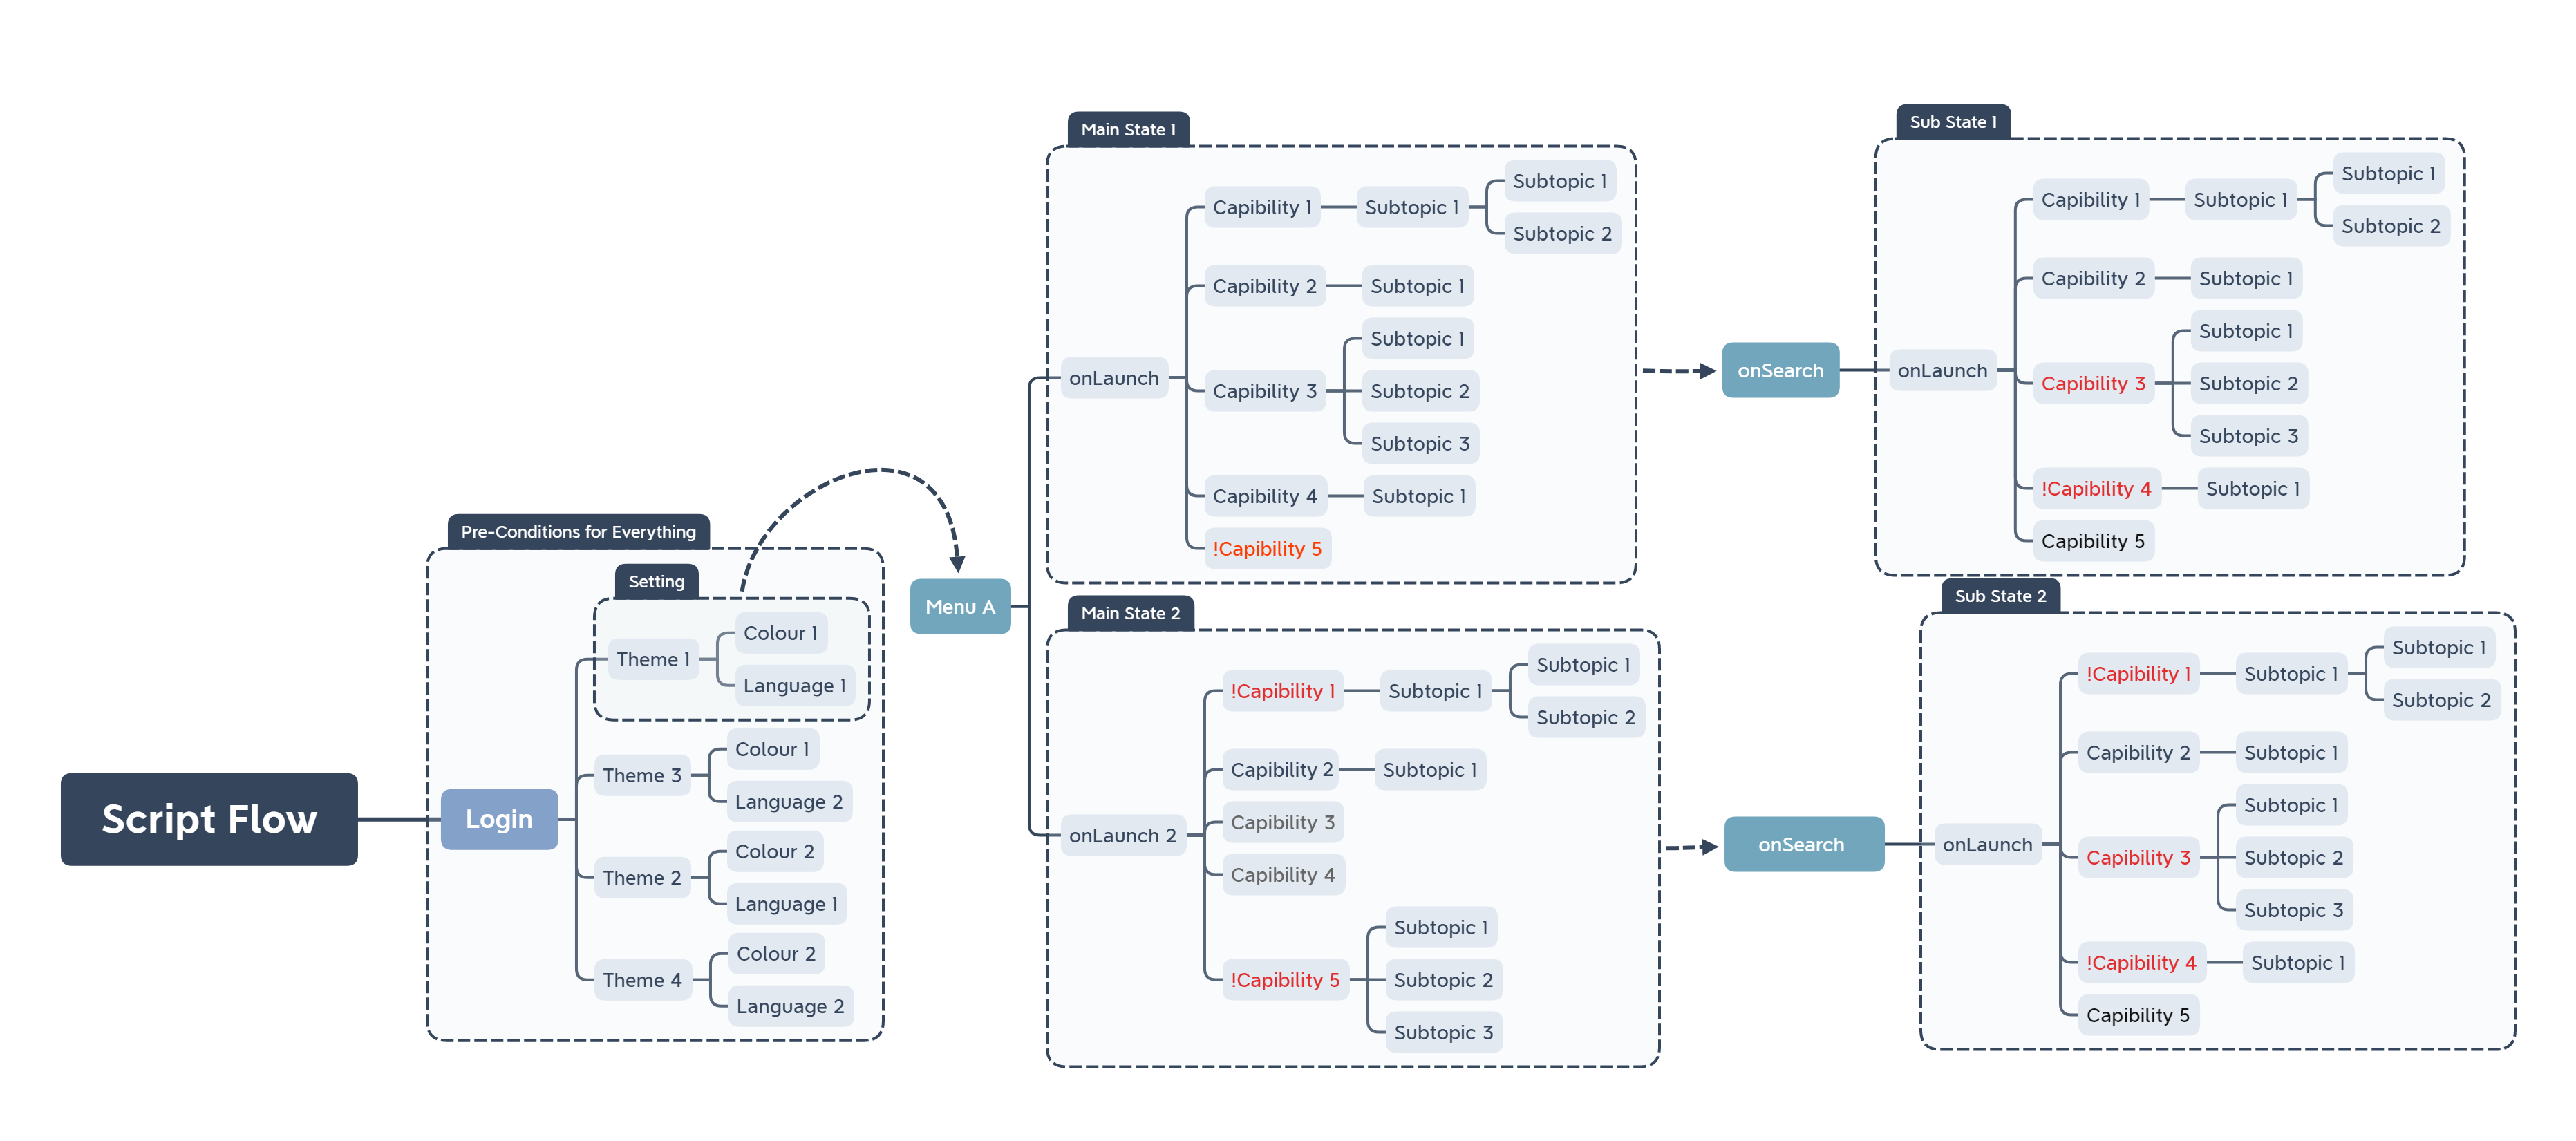 Script Flow
Pre-Conditions for Everything
Login
Setting
Theme 1
Colour 1
Language 1
Theme 3
Colour 1
Language 2
Theme 2
Colour 2
Language 1
Theme 4
Colour 2
Language 2
Menu A
Main State 1
onLaunch
Capibility 1
Subtopic 1
Subtopic 1
Subtopic 2
Capibility 2
Subtopic 1
Capibility 3
Subtopic 1
Subtopic 2
Subtopic 3
Capibility 4
Subtopic 1
!Capibility 5
onSearch
Sub State 1
onLaunch
Capibility 1
Subtopic 1
Subtopic 1
Subtopic 2
Capibility 2
Subtopic 1
Capibility 3
Subtopic 1
Subtopic 2
Subtopic 3
!Capibility 4
Subtopic 1
Capibility 5
Main State 2
onLaunch 2
!Capibility 1
Subtopic 1
Subtopic 1
Subtopic 2
Capibility 2
Subtopic 1
Capibility 3
Capibility 4
!Capibility 5
Subtopic 1
Subtopic 2
Subtopic 3
onSearch
Sub State 2
onLaunch
!Capibility 1
Subtopic 1
Subtopic 1
Subtopic 2
Capibility 2
Subtopic 1
Capibility 3
Subtopic 1
Subtopic 2
Subtopic 3
!Capibility 4
Subtopic 1
Capibility 5